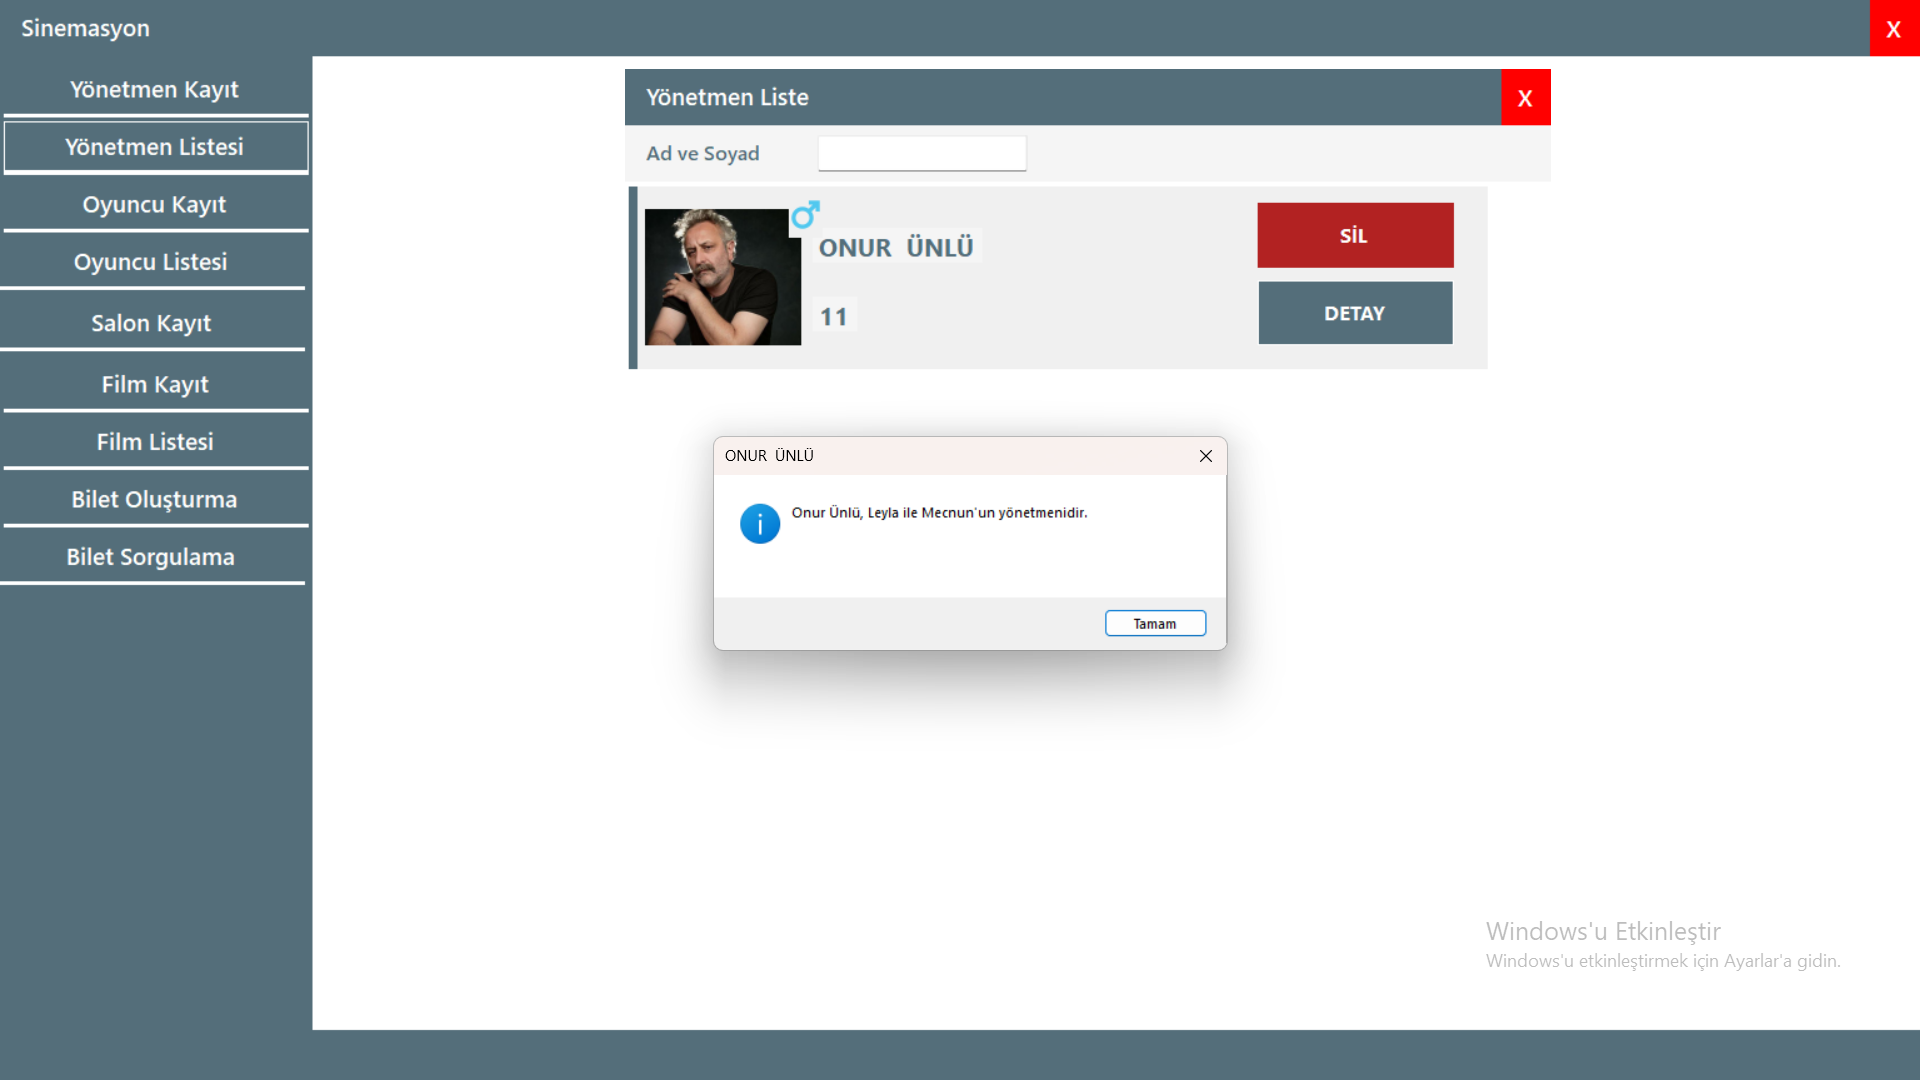 Sinemasyon
X
Yönetmen Kayıt
Yönetmen Listesi
Oyuncu Kayıt
Oyuncu Listesi
Salon Kayıt
Film Kayıt
Film Listesi
Bilet Oluşturma
Bilet Sorgulama
Yönetmen Liste
X
Ad ve Soyad
ONUR ÜNLÜ
11
SİL
DETAY
ONUR ÜNLÜ
Onur Ünlü, Leyla ile Mecnun'un yönetmenidir.
Tamam
Windows'u Etkinleştir
Windows'u etkinleştirmek için Ayarlar'a gidin.